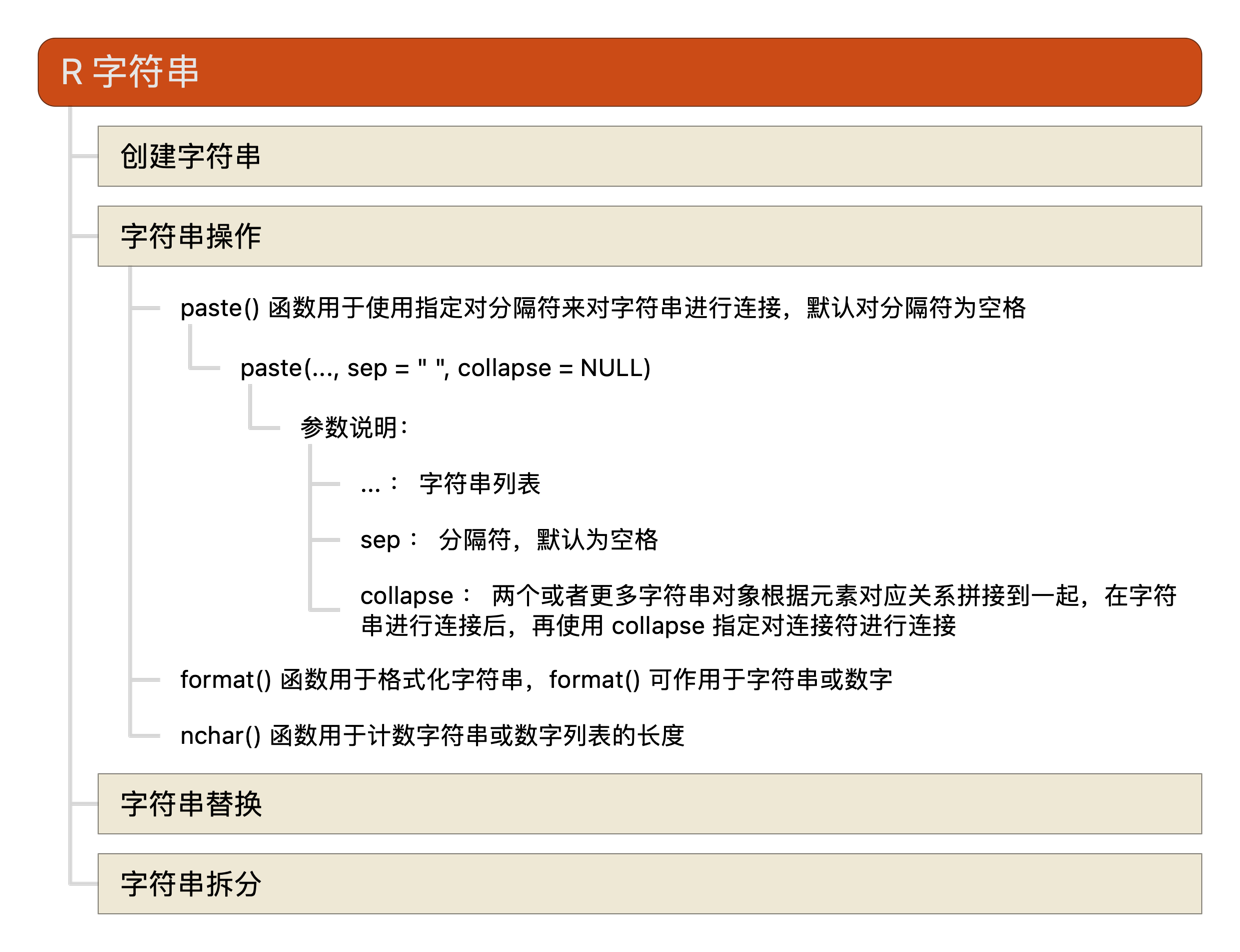 R 字符串
创建字符串
字符串操作
paste() 函数用于使用指定对分隔符来对字符串进行连接，默认对分隔符为空格
paste(..., sep = " ", collapse = NULL)
参数说明：
... ： 字符串列表
sep ： 分隔符，默认为空格
collapse ： 两个或者更多字符串对象根据元素对应关系拼接到一起，在字符
串进行连接后，再使用 collapse 指定对连接符进行连接
format() 函数用于格式化字符串，format() 可作用于字符串或数字
nchar() 函数用于计数字符串或数字列表的长度
字符串替换
字符串拆分